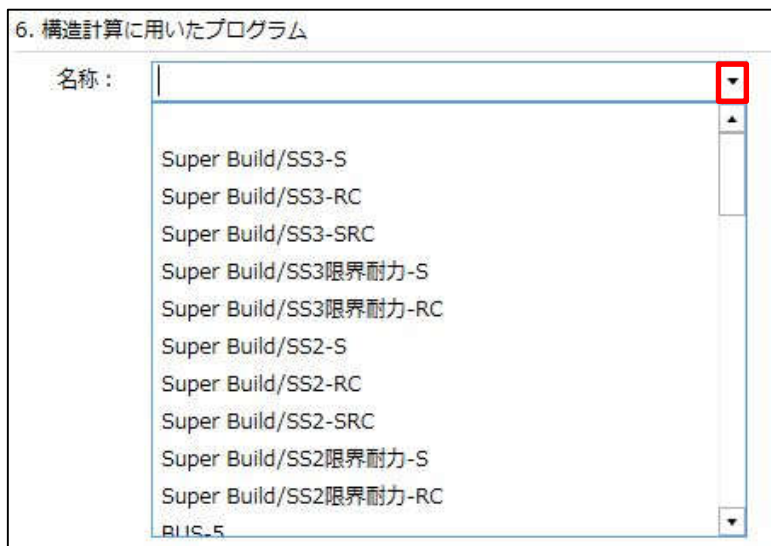 6. 構造計算に用いたプログラム
名称：
Super Build/SS3-S
Super Build/SS3-RC
Super Build/SS3-SRC
Super Build/SS3限界耐力-S
Super Build/SS3限界耐力-RC
Super Build/SS2-S
Super Build/SS2-RC
Super Build/SS2-SRC
Super Build/SS2限界耐力-S
Super Build/SS2限界耐力-RC
BUS-5